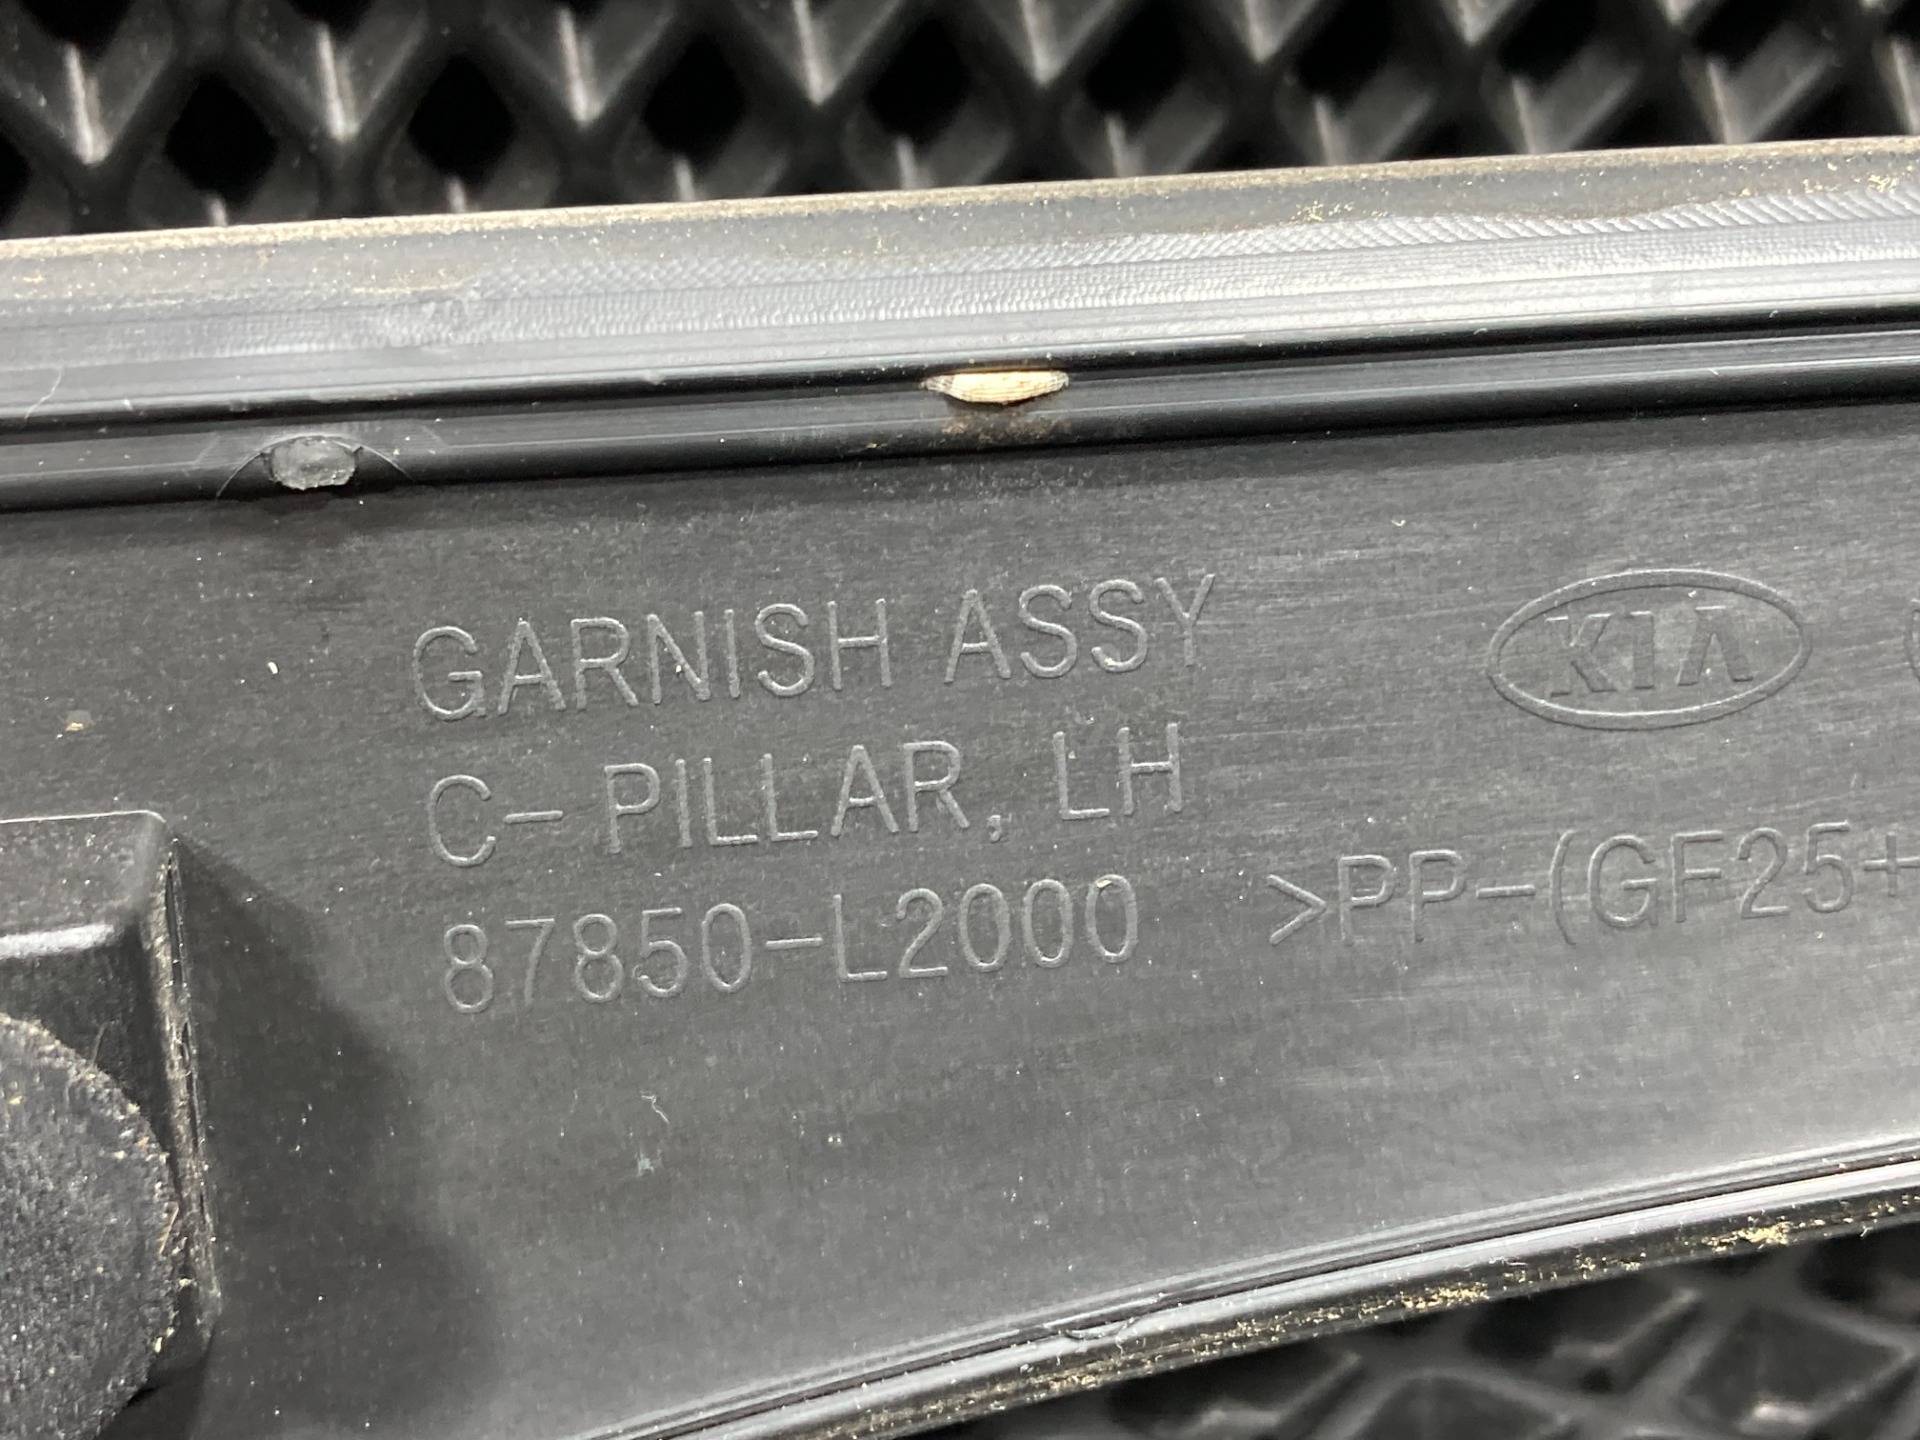 GARNISH ASSY
C-PILLAR, LH
87850-L2000
KIA
>PP-(GF25+